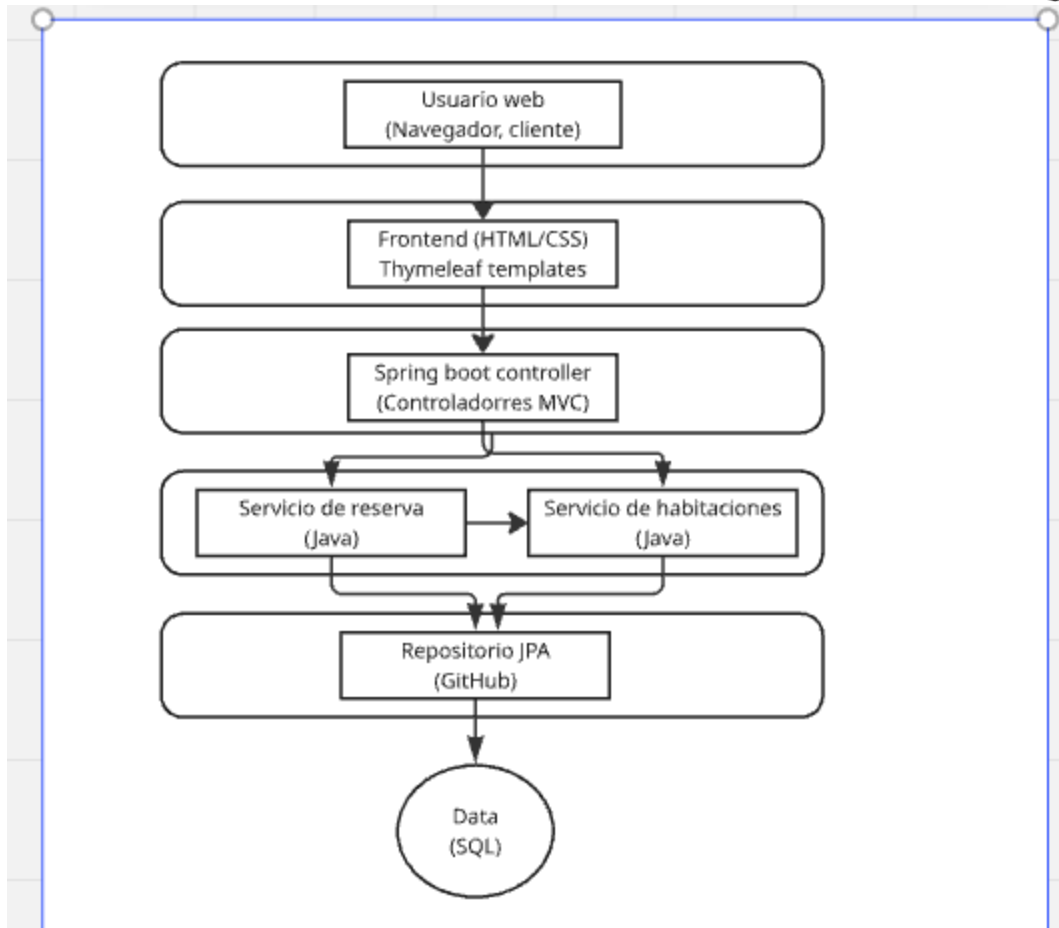 Usuario web
(Navegador, cliente)
Frontend (HTML/CSS)
Thymeleaf templates
Spring boot controller
(Controladorres MVC)
Servicio de reserva
(Java)
Servicio de habitaciones
(Java)
Repositorio JPA
(GitHub)
Data
(SQL)